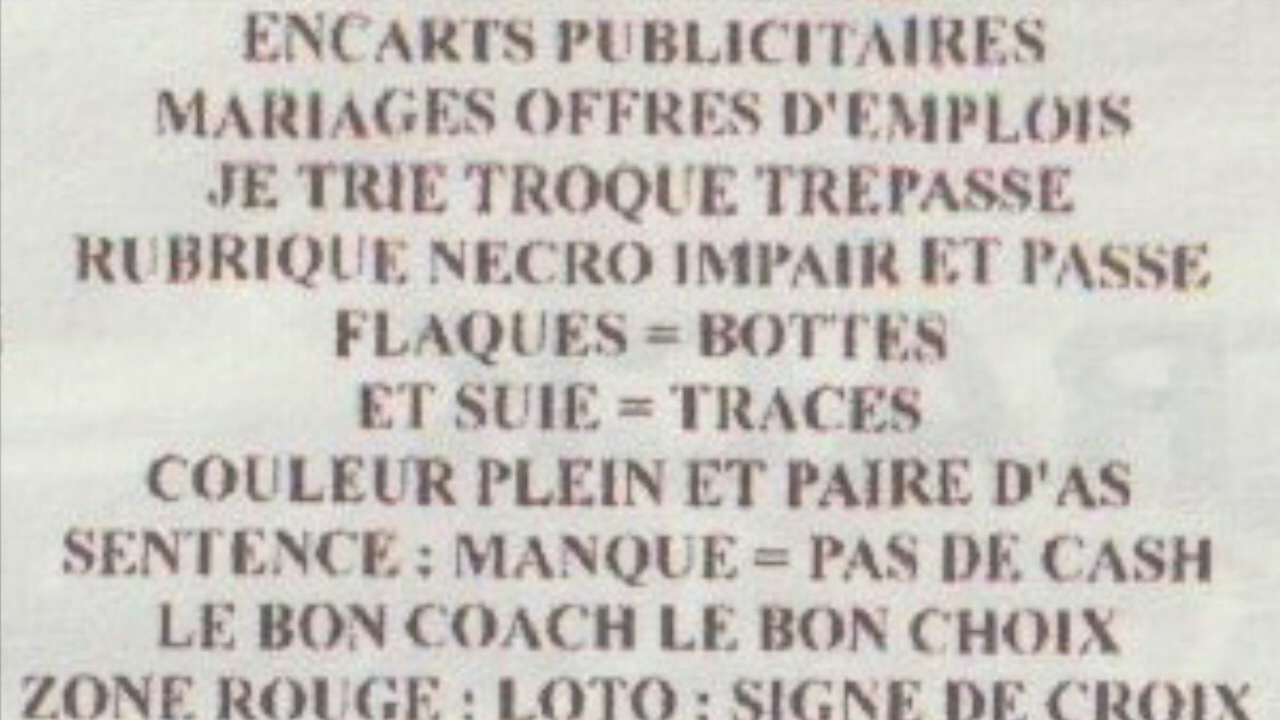 ENCARTS PUBLICITAIRES
MARIAGES OFFRES D'EMPLOIS
JE TRIE TROQUE TREPASSE
RUBRIQUE NECRO IMPAIR ET PASSE
FLAQUES = BOTTES
ET SUIE = TRACES
COULEUR PLEIN ET PAIRE D'AS
SENTENCE : MANQUE = PAS DE CASH
LE BON COACH LE BON CHOIX
ZONE ROUGE : LOTO : SIGNE DE CROIX